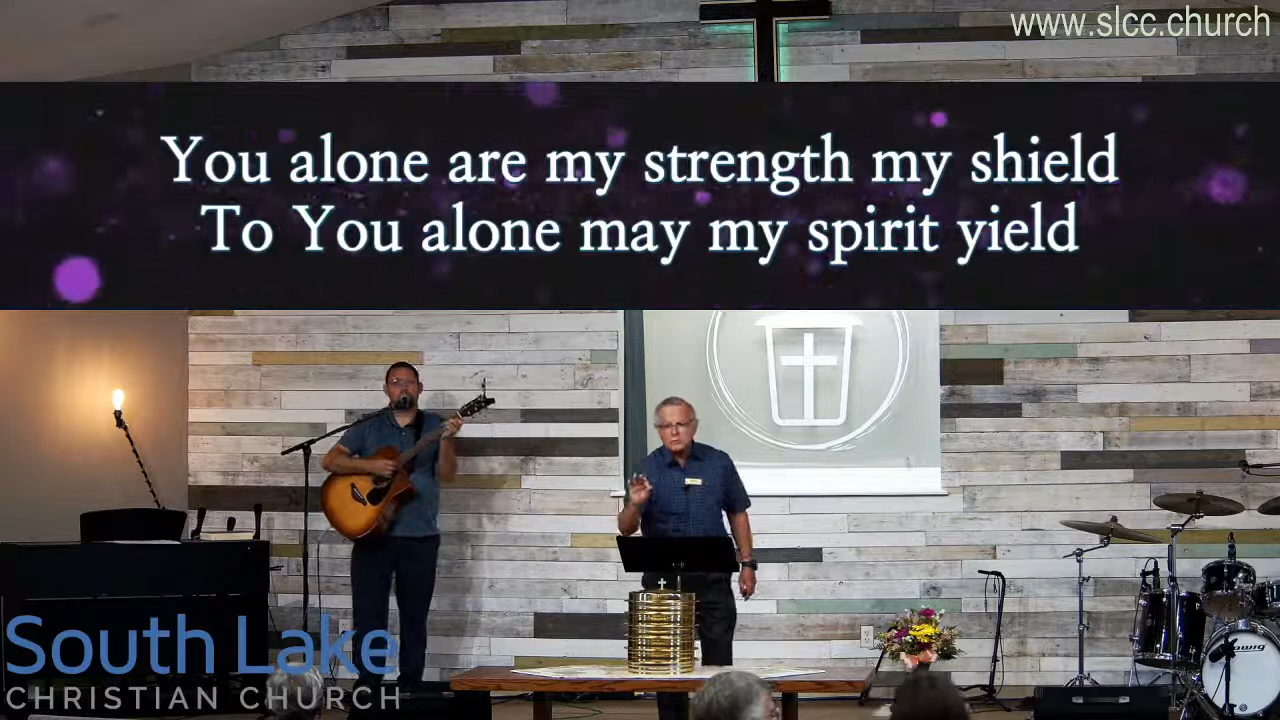 www.slcc.church
You alone are my strength my shield
To You alone may my spirit yield
South Lake
CHRISTIAN CHURCH